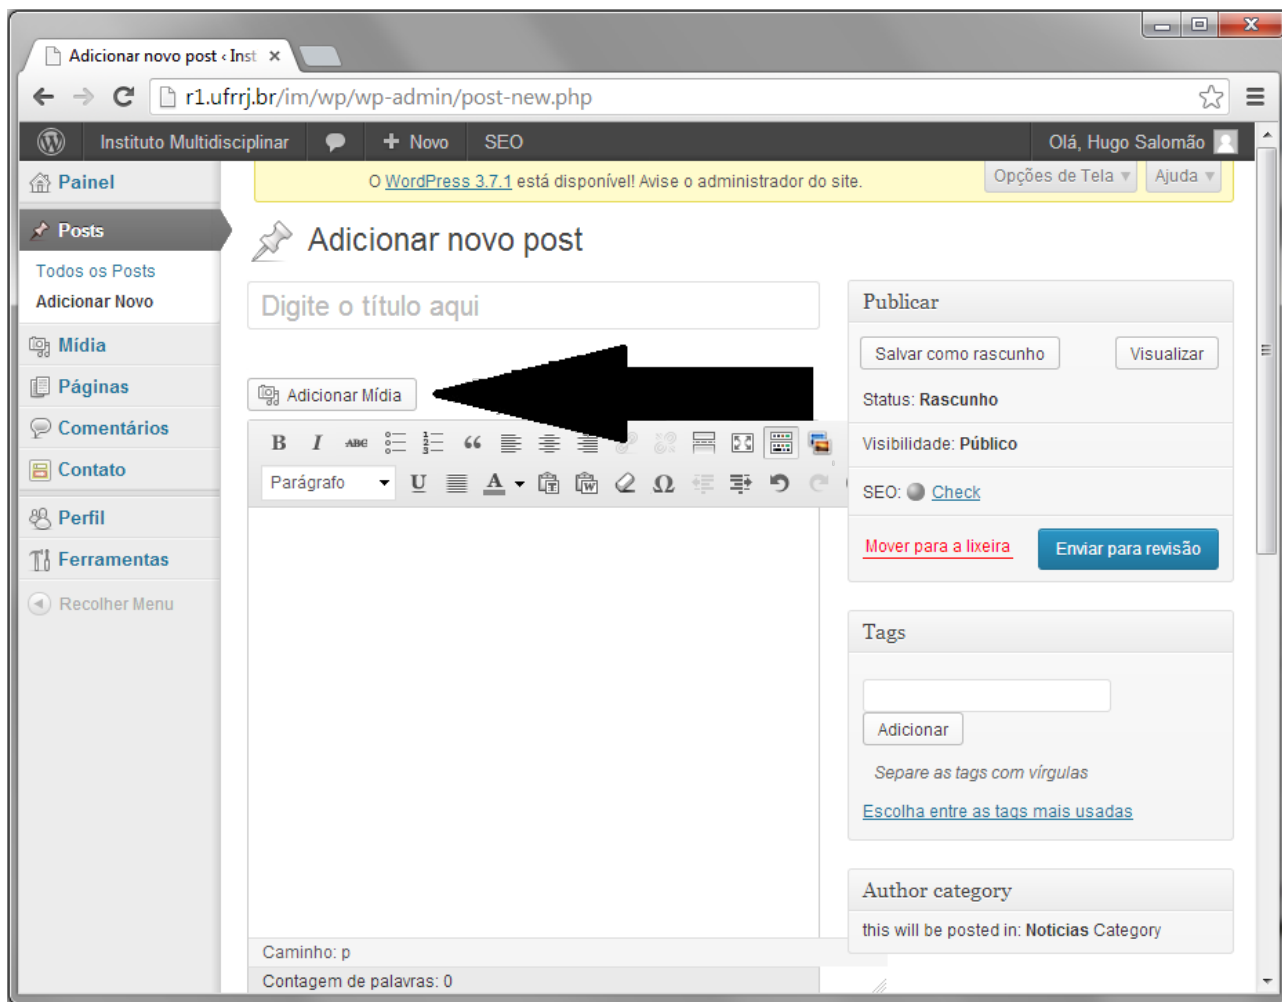 Adicionar novo post ‹ Inst
r1.ufrrj.br/im/wp/wp-admin/post-new.php
Instituto Multidisciplinar + Novo SEO Olá, Hugo Salomão
O WordPress 3.7.1 está disponível! Avise o administrador do site.
Opções de Tela
Ajuda
Painel
Posts
Todos os Posts
Adicionar Novo
Mídia
Páginas
Comentários
Contato
Perfil
Ferramentas
Recolher Menu
Adicionar novo post
Digite o título aqui
Adicionar Mídia
B I ABC
Parágrafo U A Ω
Caminho: p
Contagem de palavras: 0
Publicar
Salvar como rascunho Visualizar
Status: Rascunho
Visibilidade: Público
SEO: Check
Mover para a lixeira Enviar para revisão
Tags
Adicionar
Separe as tags com vírgulas
Escolha entre as tags mais usadas
Author category
this will be posted in: Noticias Category